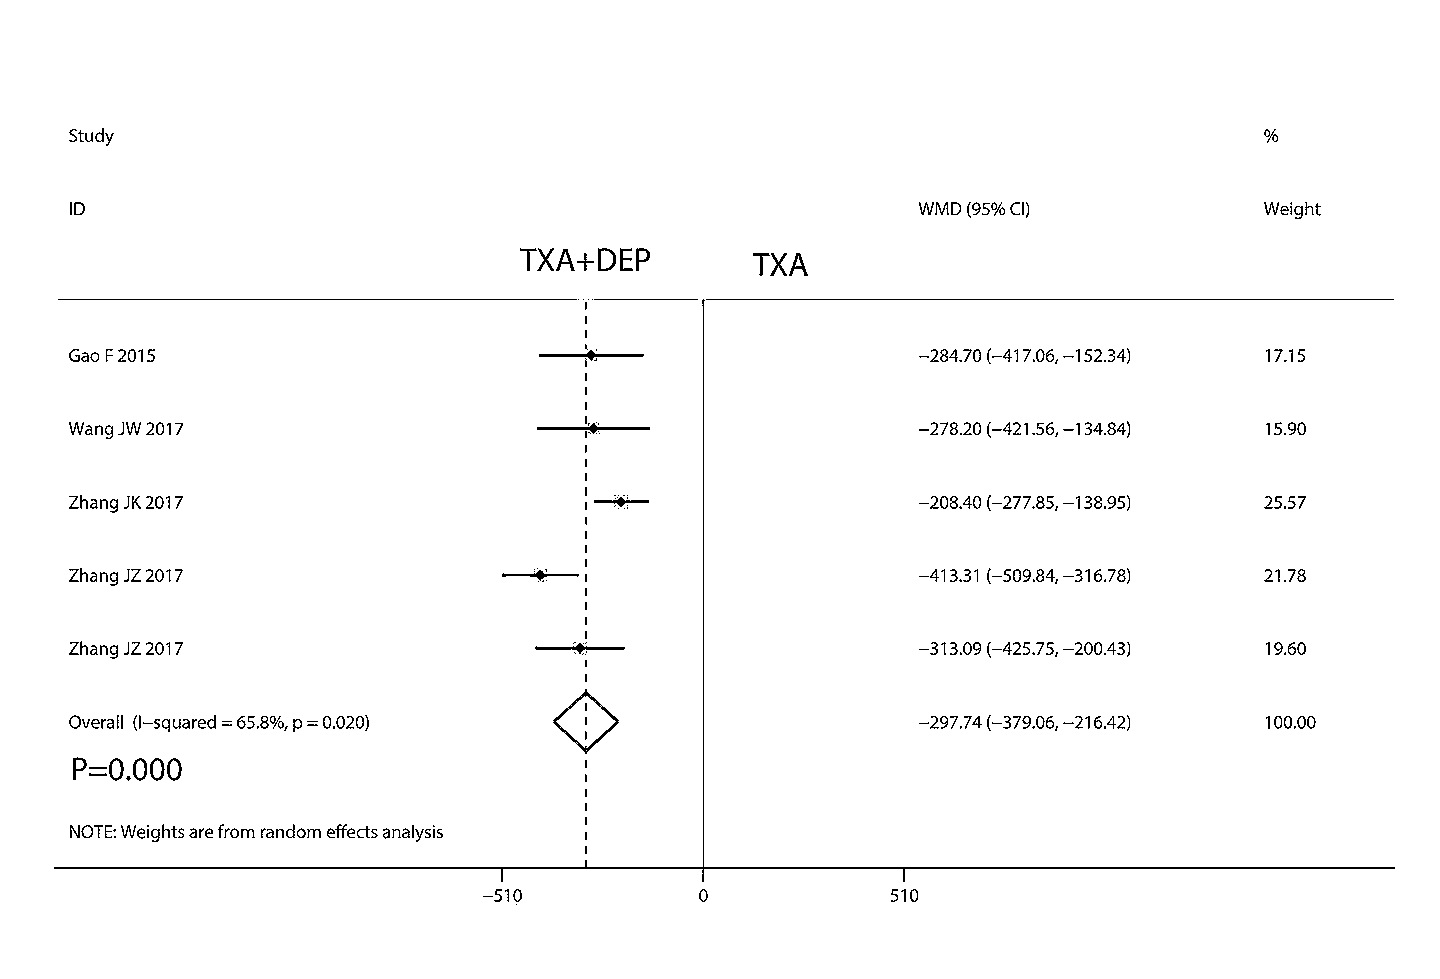 Study %
ID WMD (95% CI) Weight
TXA+DEP TXA
Gao F 2015 −284.70 (−417.06, −152.34) 17.15
Wang JW 2017 −278.20 (−421.56, −134.84) 15.90
Zhang JK 2017 −208.40 (−277.85, −138.95) 25.57
Zhang JZ 2017 −413.31 (−509.84, −316.78) 21.78
Zhang JZ 2017 −313.09 (−425.75, −200.43) 19.60
Overall (I−squared = 65.8%, p = 0.020) −297.74 (−379.06, −216.42) 100.00
P=0.000
NOTE: Weights are from random effects analysis
−510 0 510